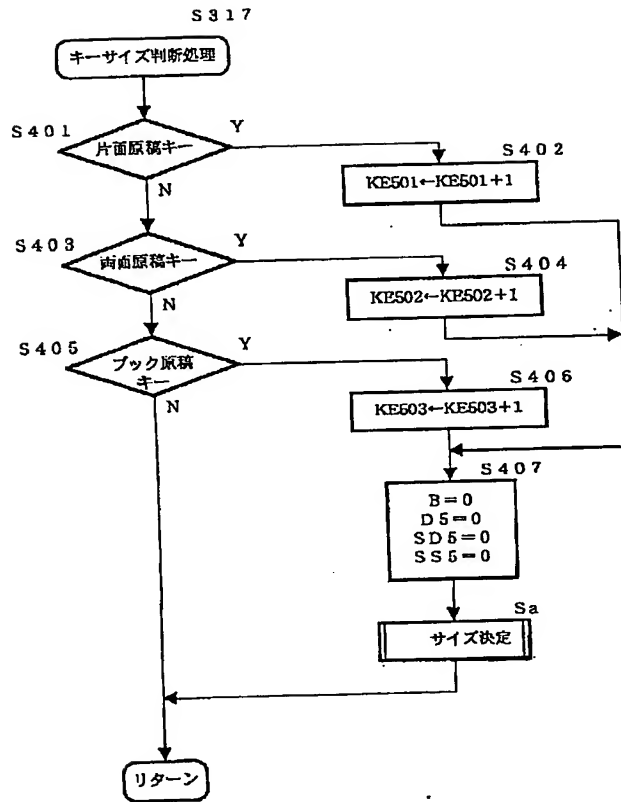 S317
キーサイズ判断処理
S401
片面原稿キー
Y
N
S402
KE501←KE501+1
S403
両面原稿キー
Y
N
S404
KE502←KE502+1
S405
ブック原稿
キー
Y
N
S406
KE503←KE503+1
S407
B=0
D5=0
SD5=0
SS5=0
Sa
サイズ決定
リターン